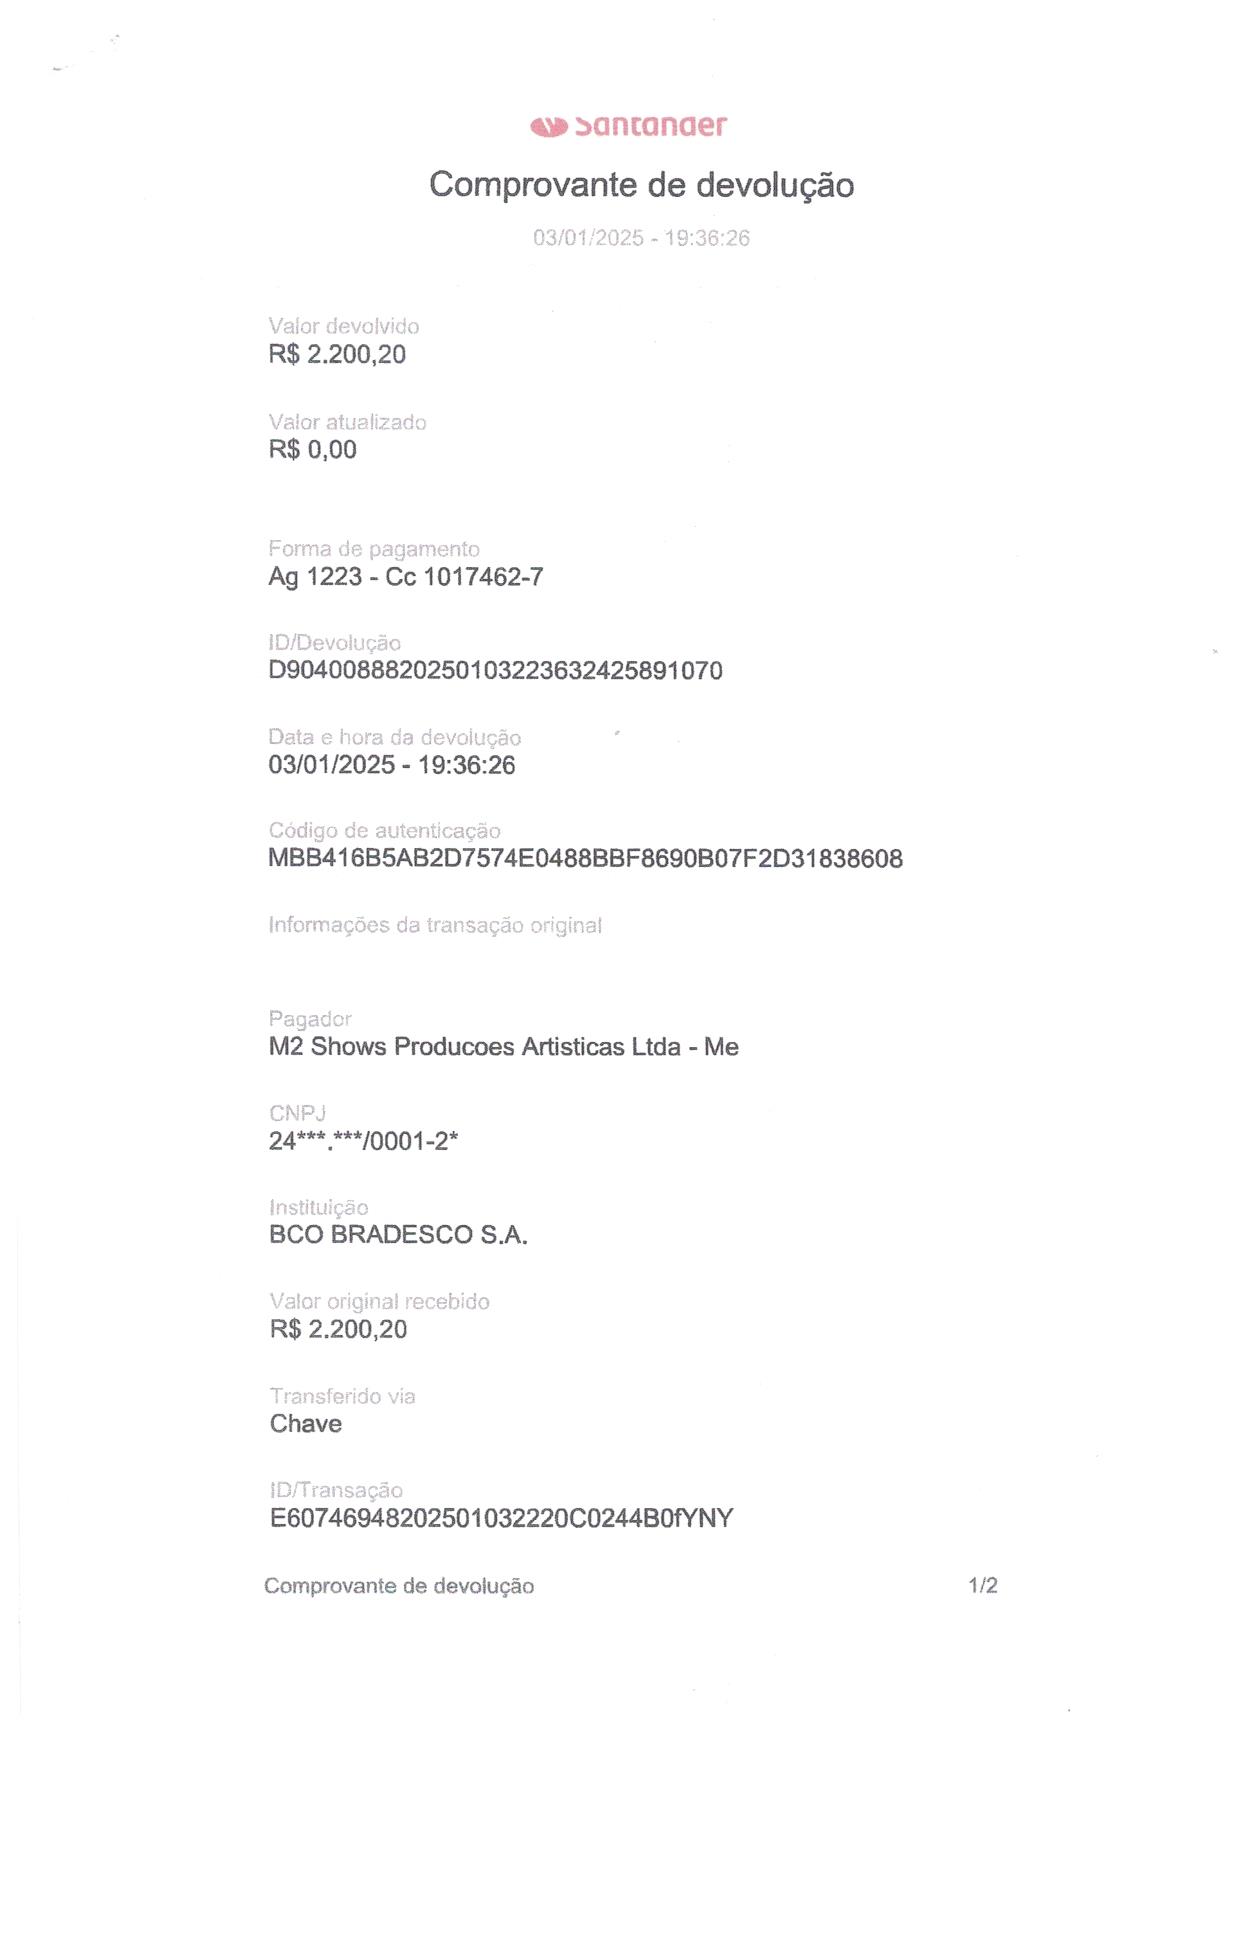 Santander
Comprovante de devolução
03/01/2025 - 19:36:26
Valor devolvido
R$ 2.200,20
Valor atualizado
R$ 0,00
Forma de pagamento
Ag 1223 - Cc 1017462-7
ID/Devolução
D9040088820250103223632425891070
Data e hora da devolução
03/01/2025 - 19:36:26
Código de autenticação
MBB416B5AB2D7574E0488BBF8690B07F2D31838608
Informações da transação original
Pagador
M2 Shows Producoes Artisticas Ltda - Me
CNPJ
24***.***/0001-2*
Instituição
BCO BRADESCO S.A.
Valor original recebido
R$ 2.200,20
Transferido via
Chave
ID/Transação
E60746948202501032220C0244B0fYNY
Comprovante de devolução
1/2